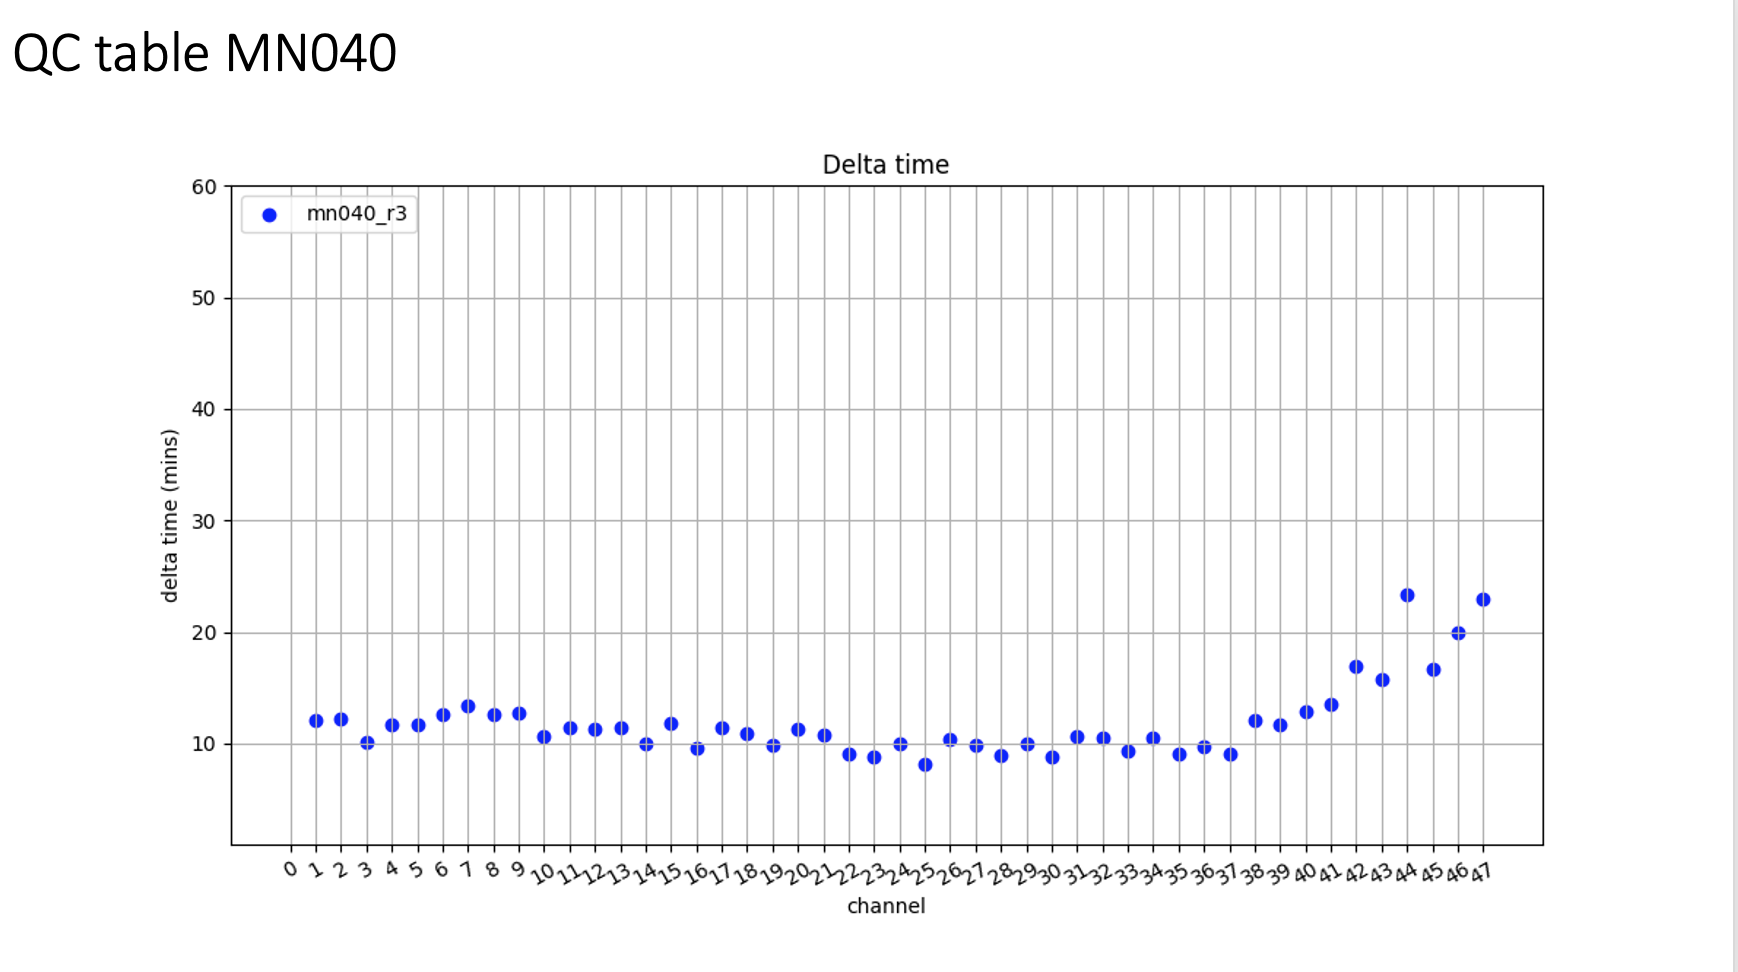 QC table MN040
Delta time
60
mn040_r3
50
40
30
20
10
delta time (mins)
0 1 2 3 4 5 6 7 8 9 10 11 12 13 14 15 16 17 18 19 20 21 22 23 24 25 26 27 28 29 30 31 32 33 34 35 36 37 38 39 40 41 42 43 44 45 46 47
channel